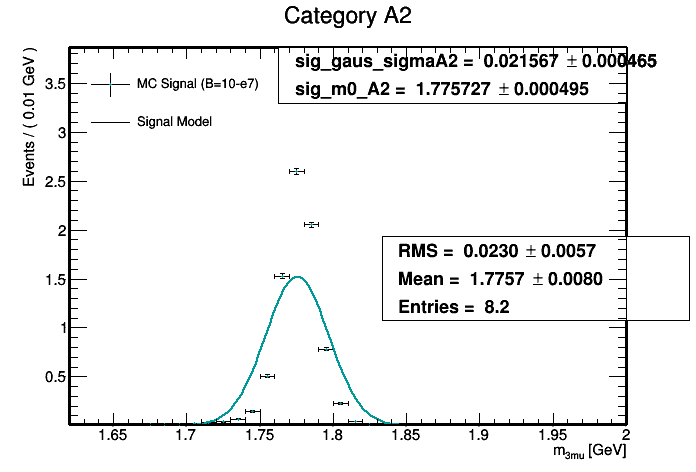 Category A2
Events / ( 0.01 GeV )
3.5
3
2.5
2
1.5
1
0.5
MC Signal (B=10-e7)
Signal Model
sig_gaus_sigmaA2 = 0.021567 ± 0.000465
sig_m0_A2 = 1.775727 ± 0.000495
RMS = 0.0230 ± 0.0057
Mean = 1.7757 ± 0.0080
Entries = 8.2
1.65 1.7 1.75 1.8 1.85 1.9 1.95 2
m3mu [GeV]